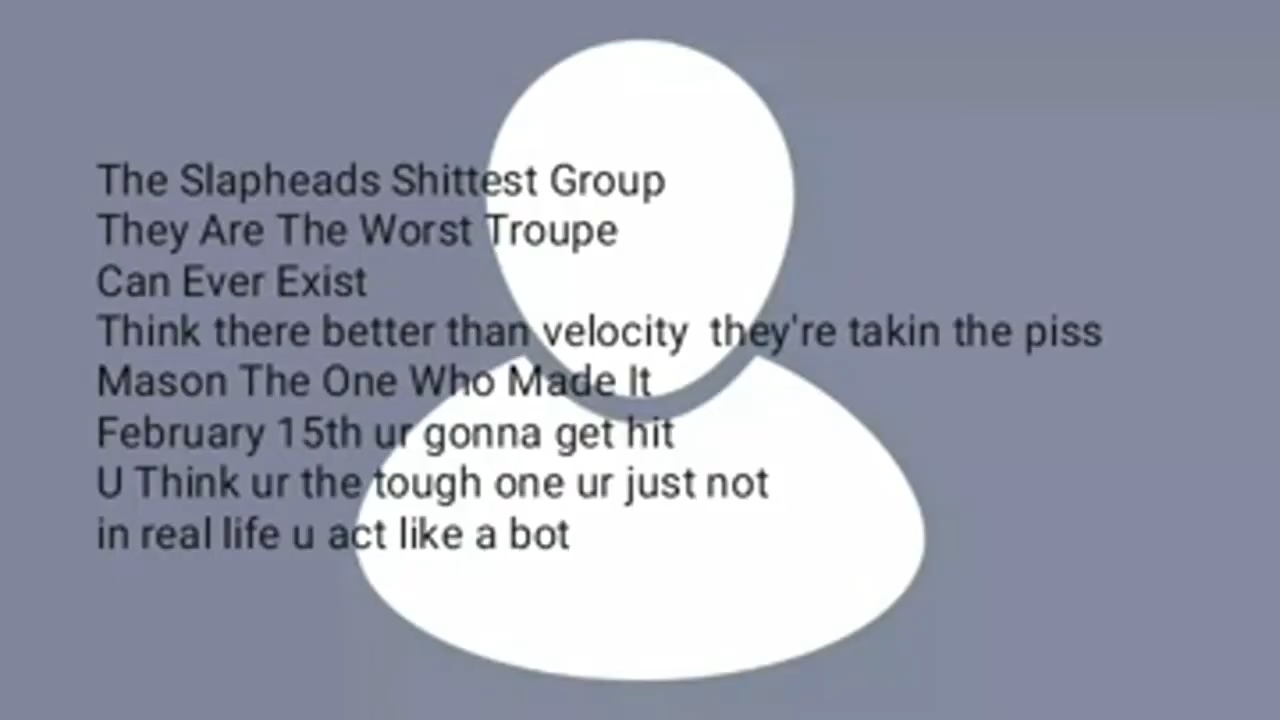 The Slapheads Shittest Group
They Are The Worst Troupe
Can Ever Exist
Think there better than velocity  they're takin the piss
Mason The One Who Made It
February 15th ur gonna get hit
U Think ur the tough one ur just not
in real life u act like a bot